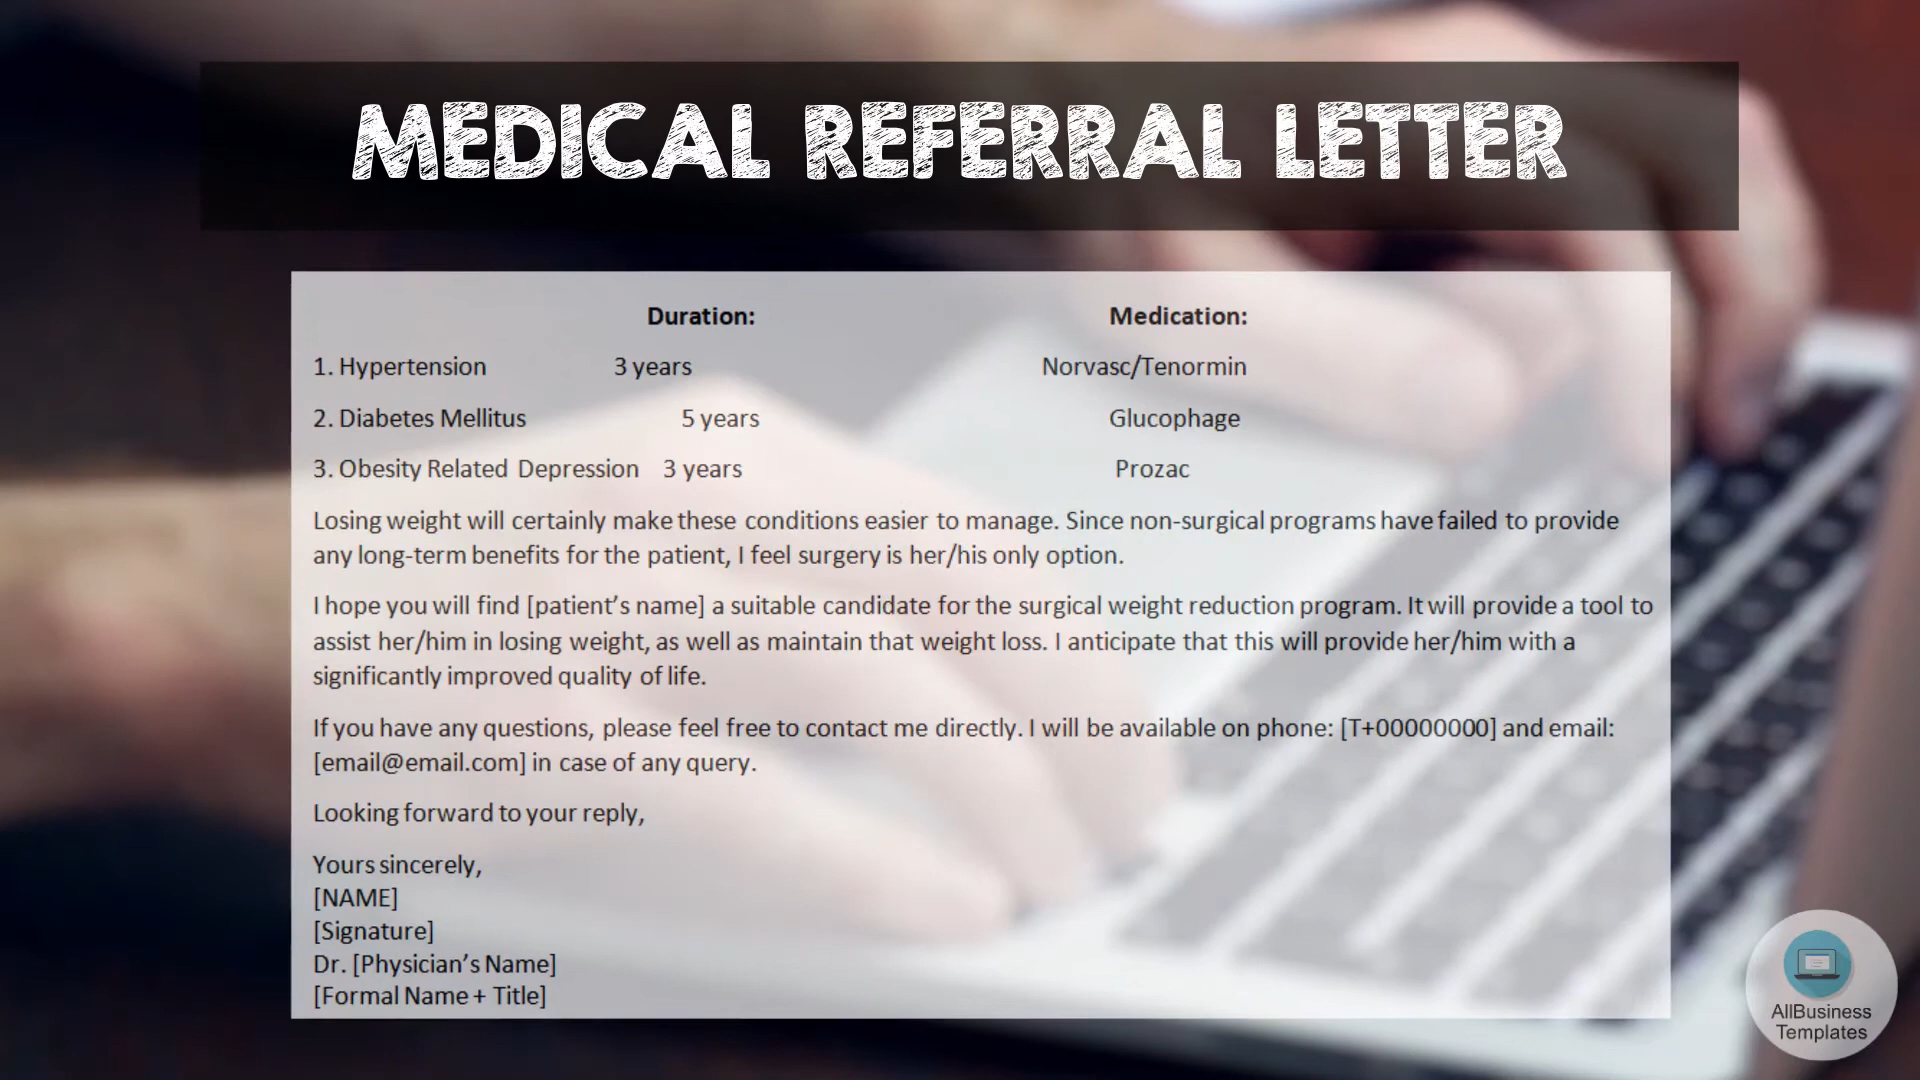 MEDICAL REFERRAL LETTER
Duration: Medication:
1. Hypertension 3 years Norvasc/Tenormin
2. Diabetes Mellitus 5 years Glucophage
3. Obesity Related Depression 3 years Prozac
Losing weight will certainly make these conditions easier to manage. Since non-surgical programs have failed to provide
any long-term benefits for the patient, I feel surgery is her/his only option.
I hope you will find [patient’s name] a suitable candidate for the surgical weight reduction program. It will provide a tool to
assist her/him in losing weight, as well as maintain that weight loss. I anticipate that this will provide her/him with a
significantly improved quality of life.
If you have any questions, please feel free to contact me directly. I will be available on phone: [T+00000000] and email:
[email@email.com] in case of any query.
Looking forward to your reply,
Yours sincerely,
[NAME]
[Signature]
Dr. [Physician’s Name]
[Formal Name + Title]
AllBusiness
Templates